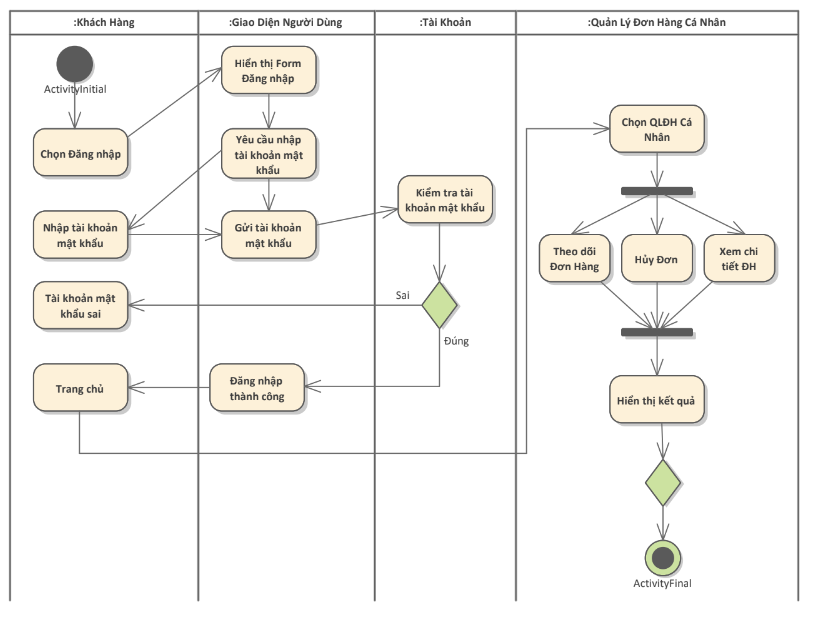 :Khách Hàng
:Giao Diện Người Dùng
:Tài Khoản
:Quản Lý Đơn Hàng Cá Nhân
ActivityInitial
Hiển thị Form
Đăng nhập
Chọn Đăng nhập
Yêu cầu nhập
tài khoản mật
khẩu
Chọn QLĐH Cá
Nhân
Kiểm tra tài
khoản mật khẩu
Nhập tài khoản
mật khẩu
Gửi tài khoản
mật khẩu
Theo dõi
Đơn Hàng
Hủy Đơn
Xem chi
tiết ĐH
Tài khoản mật
khẩu sai
Sai
Đúng
Trang chủ
Đăng nhập
thành công
Hiển thị kết quả
ActivityFinal